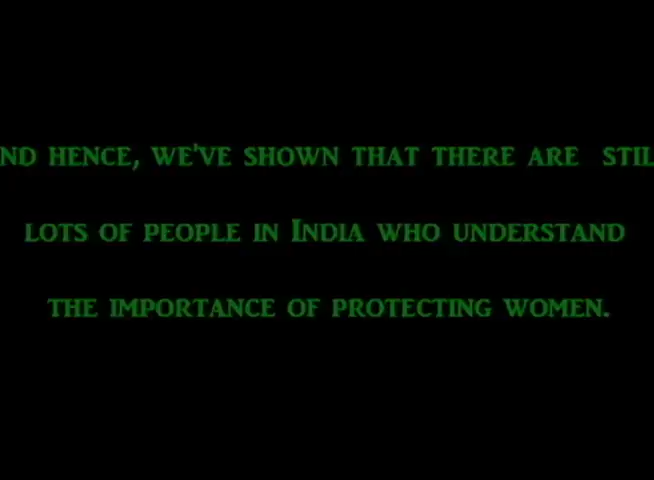 ND HENCE, WE'VE SHOWN THAT THERE ARE STIL
LOTS OF PEOPLE IN INDIA WHO UNDERSTAND
THE IMPORTANCE OF PROTECTING WOMEN.